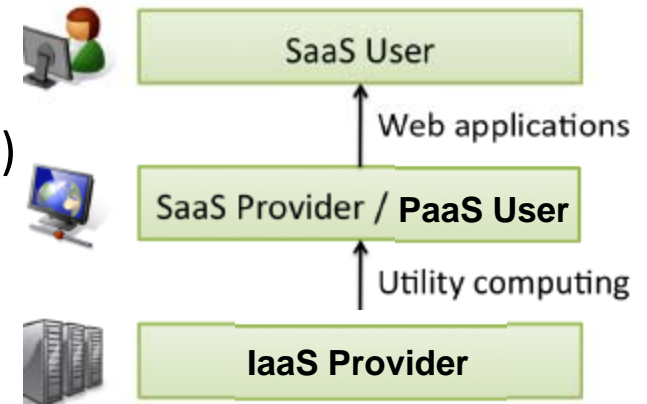 SaaS User
Web applications
)
SaaS Provider / PaaS User
Utility computing
IaaS Provider